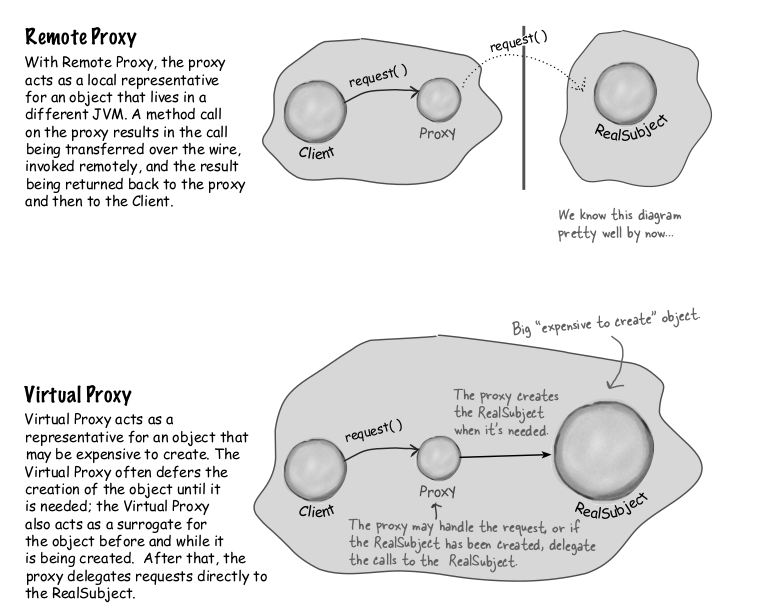 Remote Proxy
With Remote Proxy, the proxy
acts as a local representative
for an object that lives in a
different JVM. A method call
on the proxy results in the call
being transferred over the wire,
invoked remotely, and the result
being returned back to the proxy
and then to the Client.
request( )
request( )
Client
Proxy
RealSubject
We know this diagram
pretty well by now...
Big “expensive to create” object.
Virtual Proxy
Virtual Proxy acts as a
representative for an object that
may be expensive to create. The
Virtual Proxy often defers the
creation of the object until it
is needed; the Virtual Proxy
also acts as a surrogate for
the object before and while it
is being created. After that, the
proxy delegates requests directly to
the RealSubject.
The proxy creates
the RealSubject
when it's needed.
request( )
Client
Proxy
RealSubject
The proxy may handle the request, or if
the RealSubject has been created, delegate
the calls to the RealSubject.